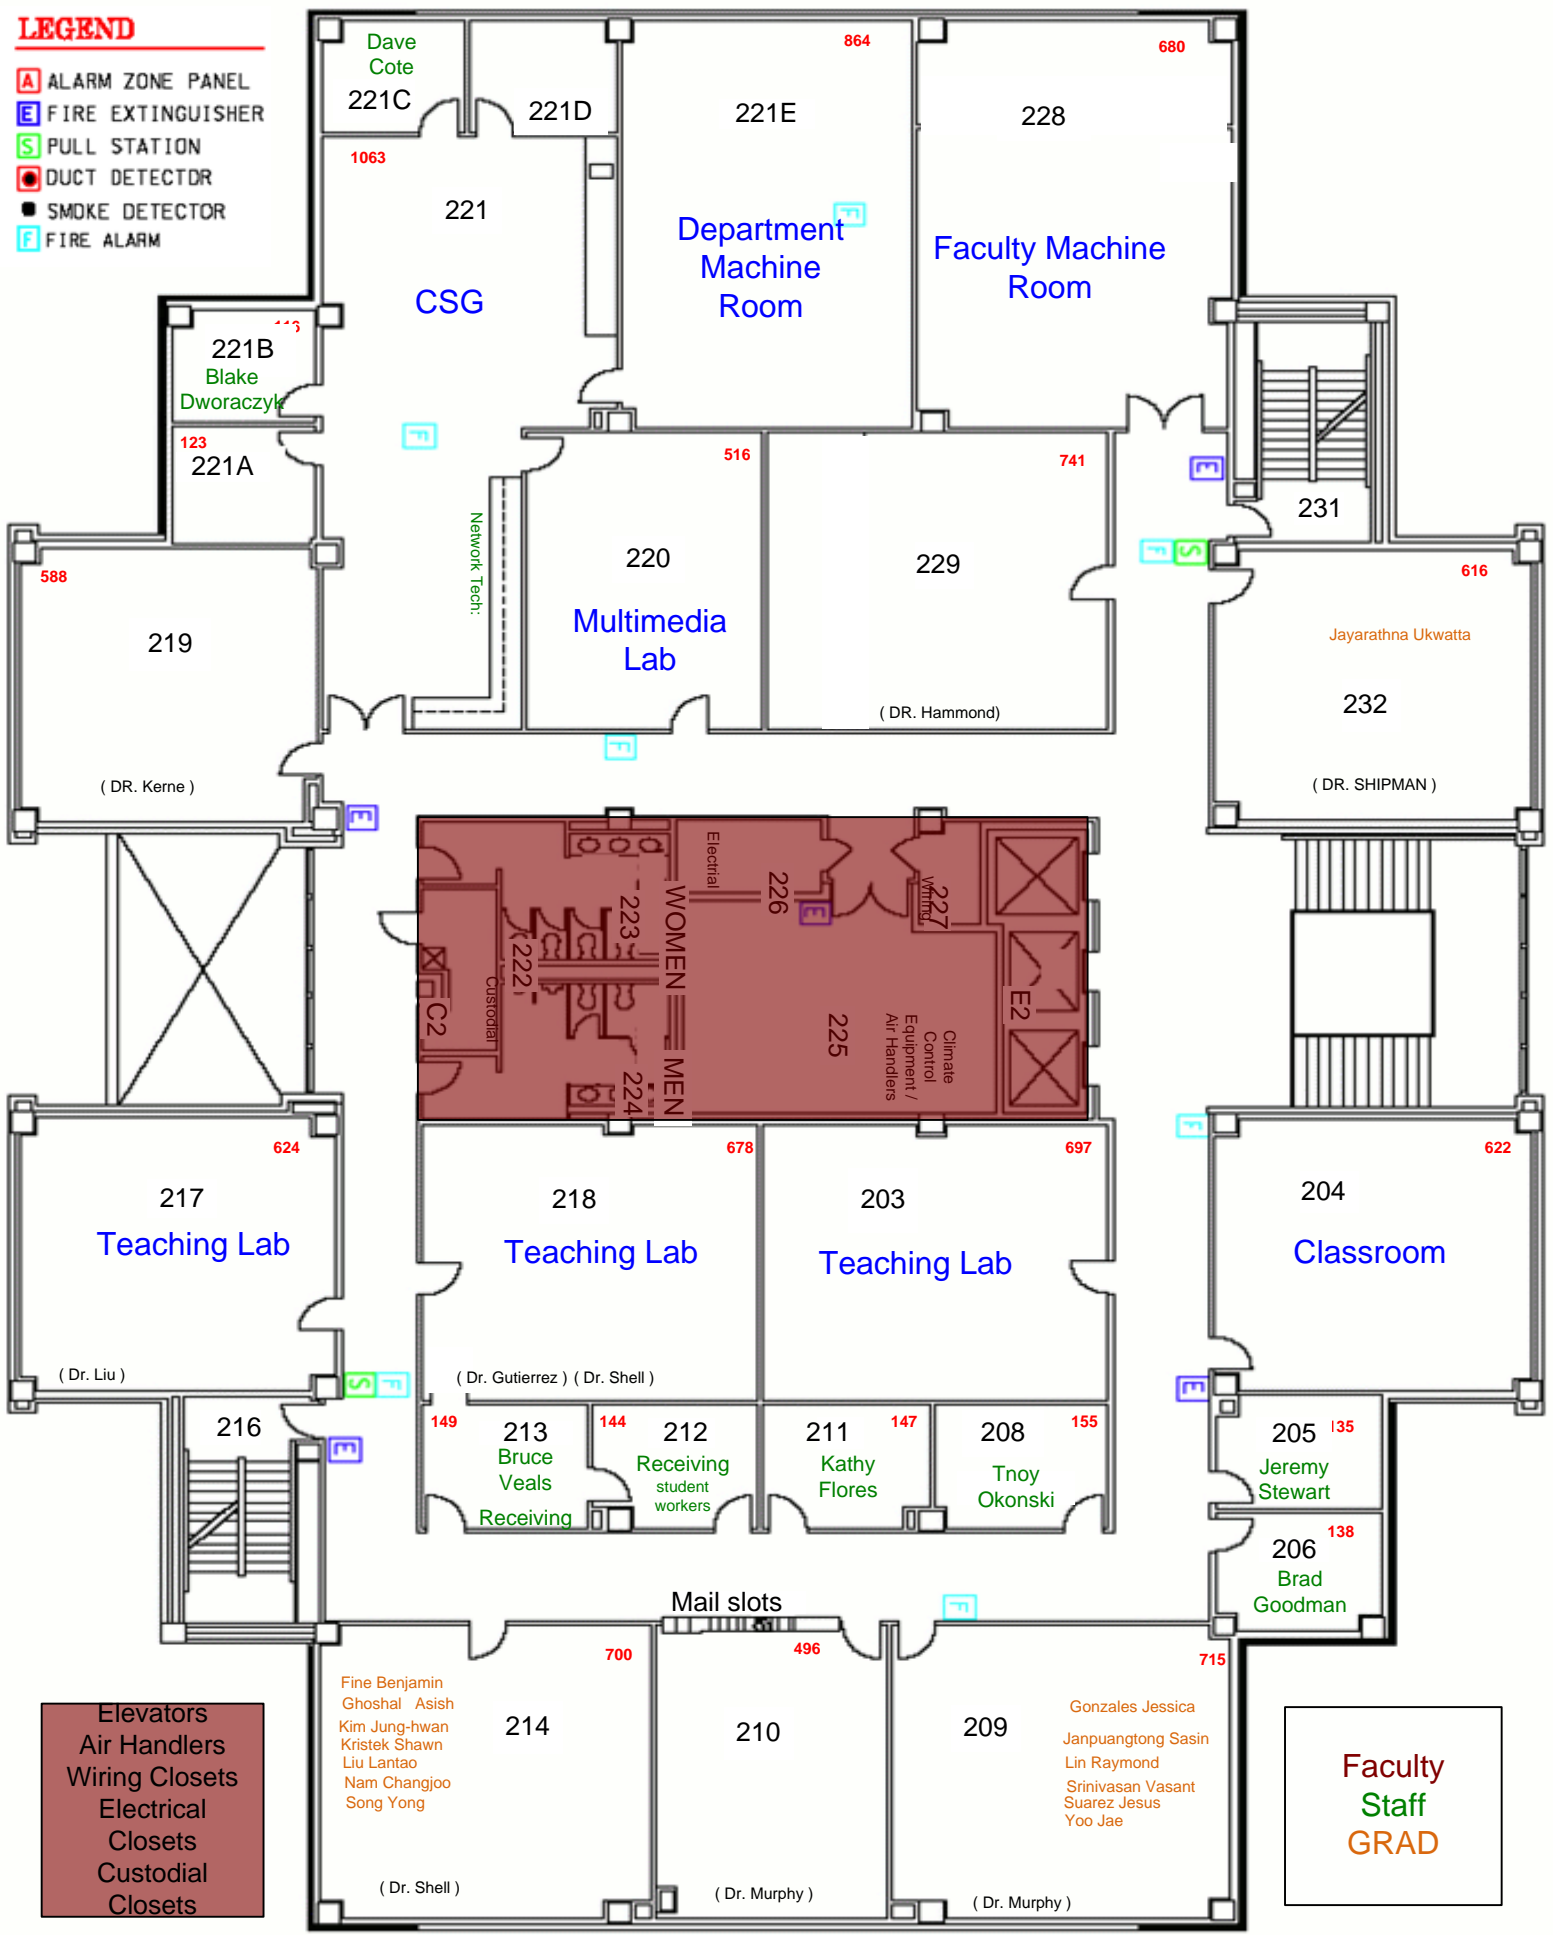 LEGEND
A ALARM ZONE PANEL
E FIRE EXTINGUISHER
S PULL STATION
DUCT DETECTOR
SMOKE DETECTOR
F FIRE ALARM
Dave
Cote
221C
221D
864
221E
680
228
1063
221
CSG
Department
Machine
Room
F
Faculty Machine
Room
221B
Blake
Dworaczyk
123
221A
F
516
741
E
231
588
219
Network Tech:
220
Multimedia
Lab
229
F
S
616
Jayarathna Ukwatta
232
( DR. Kerne )
( DR. Hammond)
( DR. SHIPMAN )
F
E
Electrial
226
E
227
Wiring
WOMEN
223
222
Custodial
C2
225
Climate
Control
Equipment /
Air Handlers
E2
MEN
224
F
624
217
Teaching Lab
678
218
Teaching Lab
697
203
Teaching Lab
622
204
Classroom
( Dr. Liu )
( Dr. Gutierrez ) ( Dr. Shell )
S
F
E
216
E
149
213
Bruce
Veals
Receiving
144
212
Receiving
student
workers
147
211
Kathy
Flores
155
208
Tnoy
Okonski
205
135
Jeremy
Stewart
138
206
Brad
Goodman
Mail slots
F
700
496
715
Fine Benjamin
Ghoshal Asish
Kim Jung-hwan
Kristek Shawn
Liu Lantao
Nam Changjoo
Song Yong
214
210
209
Gonzales Jessica
Janpuangtong Sasin
Lin Raymond
Srinivasan Vasant
Suarez Jesus
Yoo Jae
( Dr. Shell )
( Dr. Murphy )
( Dr. Murphy )
Elevators
Air Handlers
Wiring Closets
Electrical
Closets
Custodial
Closets
Faculty
Staff
GRAD